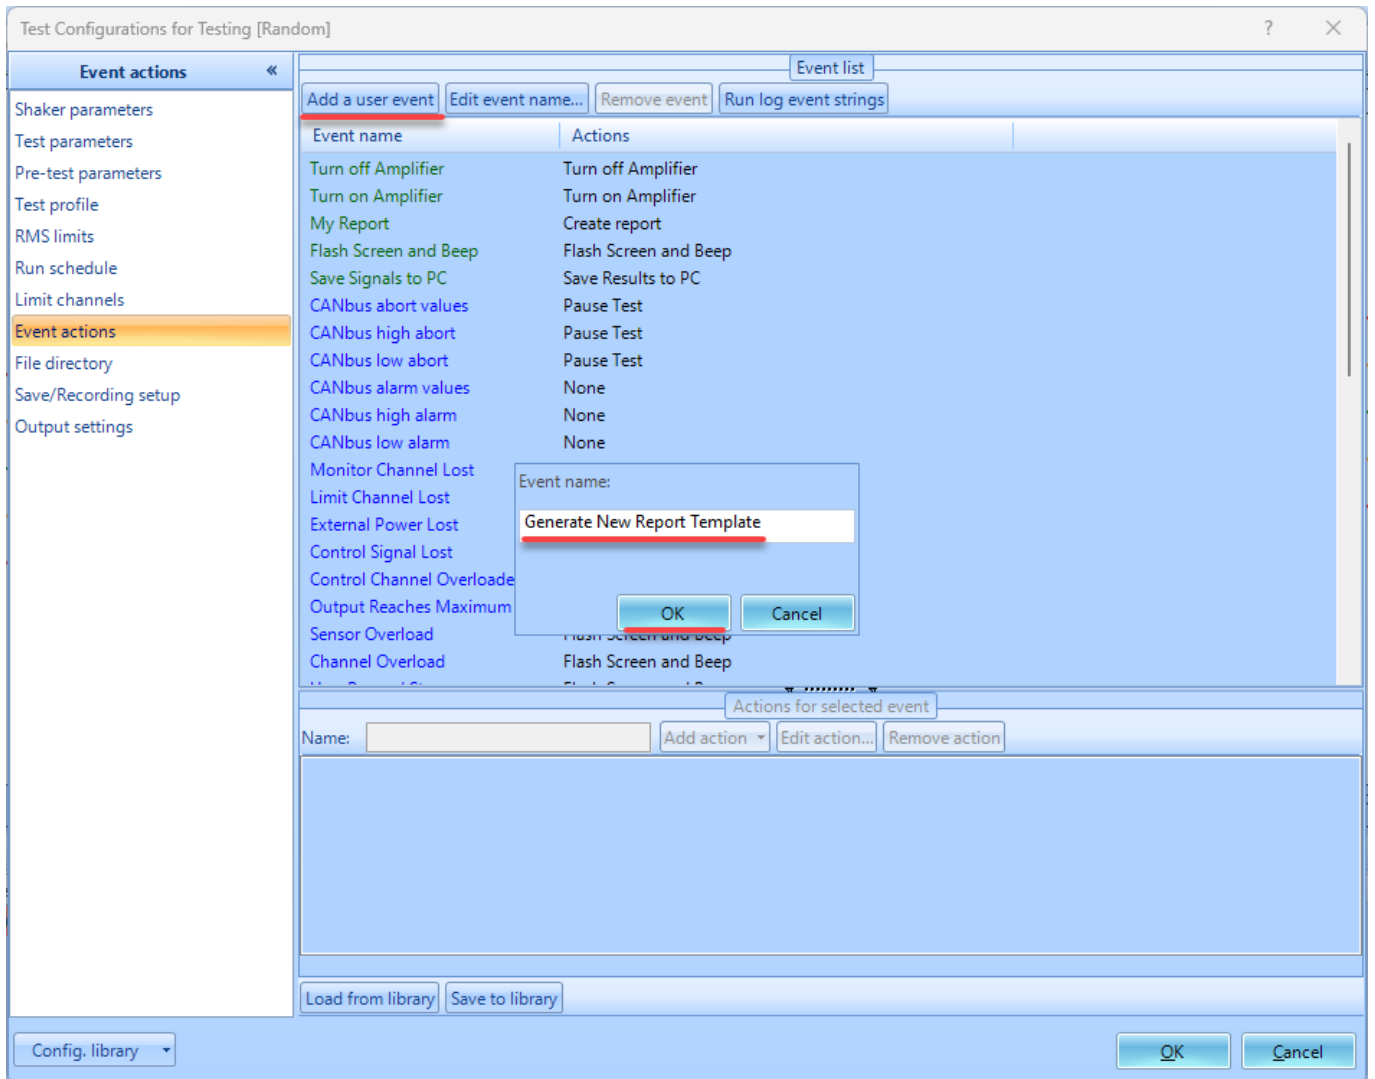 Test Configurations for Testing [Random]
?
Event actions
«
Shaker parameters
Test parameters
Pre-test parameters
Test profile
RMS limits
Run schedule
Limit channels
Event actions
File directory
Save/Recording setup
Output settings
Event list
Add a user event Edit event name... Remove event Run log event strings
Event name Actions
Turn off Amplifier Turn off Amplifier
Turn on Amplifier Turn on Amplifier
My Report Create report
Flash Screen and Beep Flash Screen and Beep
Save Signals to PC Save Results to PC
CANbus abort values Pause Test
CANbus high abort Pause Test
CANbus low abort Pause Test
CANbus alarm values None
CANbus high alarm None
CANbus low alarm None
Monitor Channel Lost
Limit Channel Lost
External Power Lost
Control Signal Lost
Control Channel Overloade
Output Reaches Maximum
Sensor Overload Flash Screen and Beep
Channel Overload Flash Screen and Beep
Event name:
Generate New Report Template
OK Cancel
Actions for selected event
Name: Add action Edit action... Remove action
Load from library Save to library
Config. library
OK Cancel